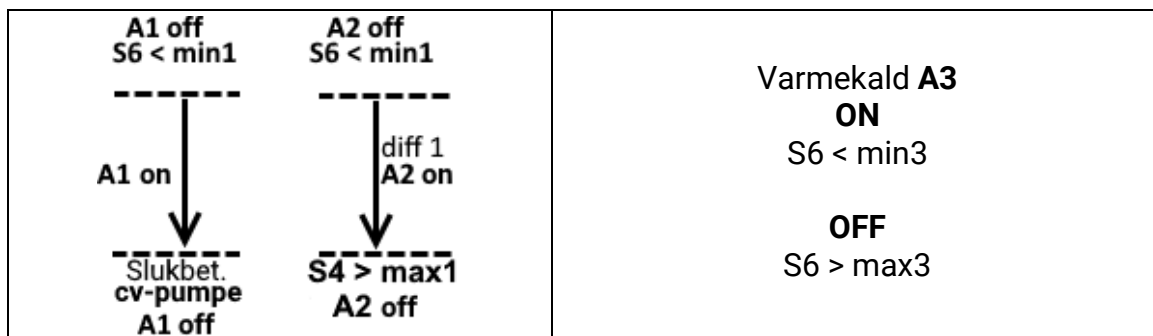 A1 off
S6 < min1
A1 on
Slukbet.
cv-pumpe
A1 off
A2 off
S6 < min1
diff 1
A2 on
S4 > max1
A2 off
Varmekald A3
ON
S6 < min3
OFF
S6 > max3